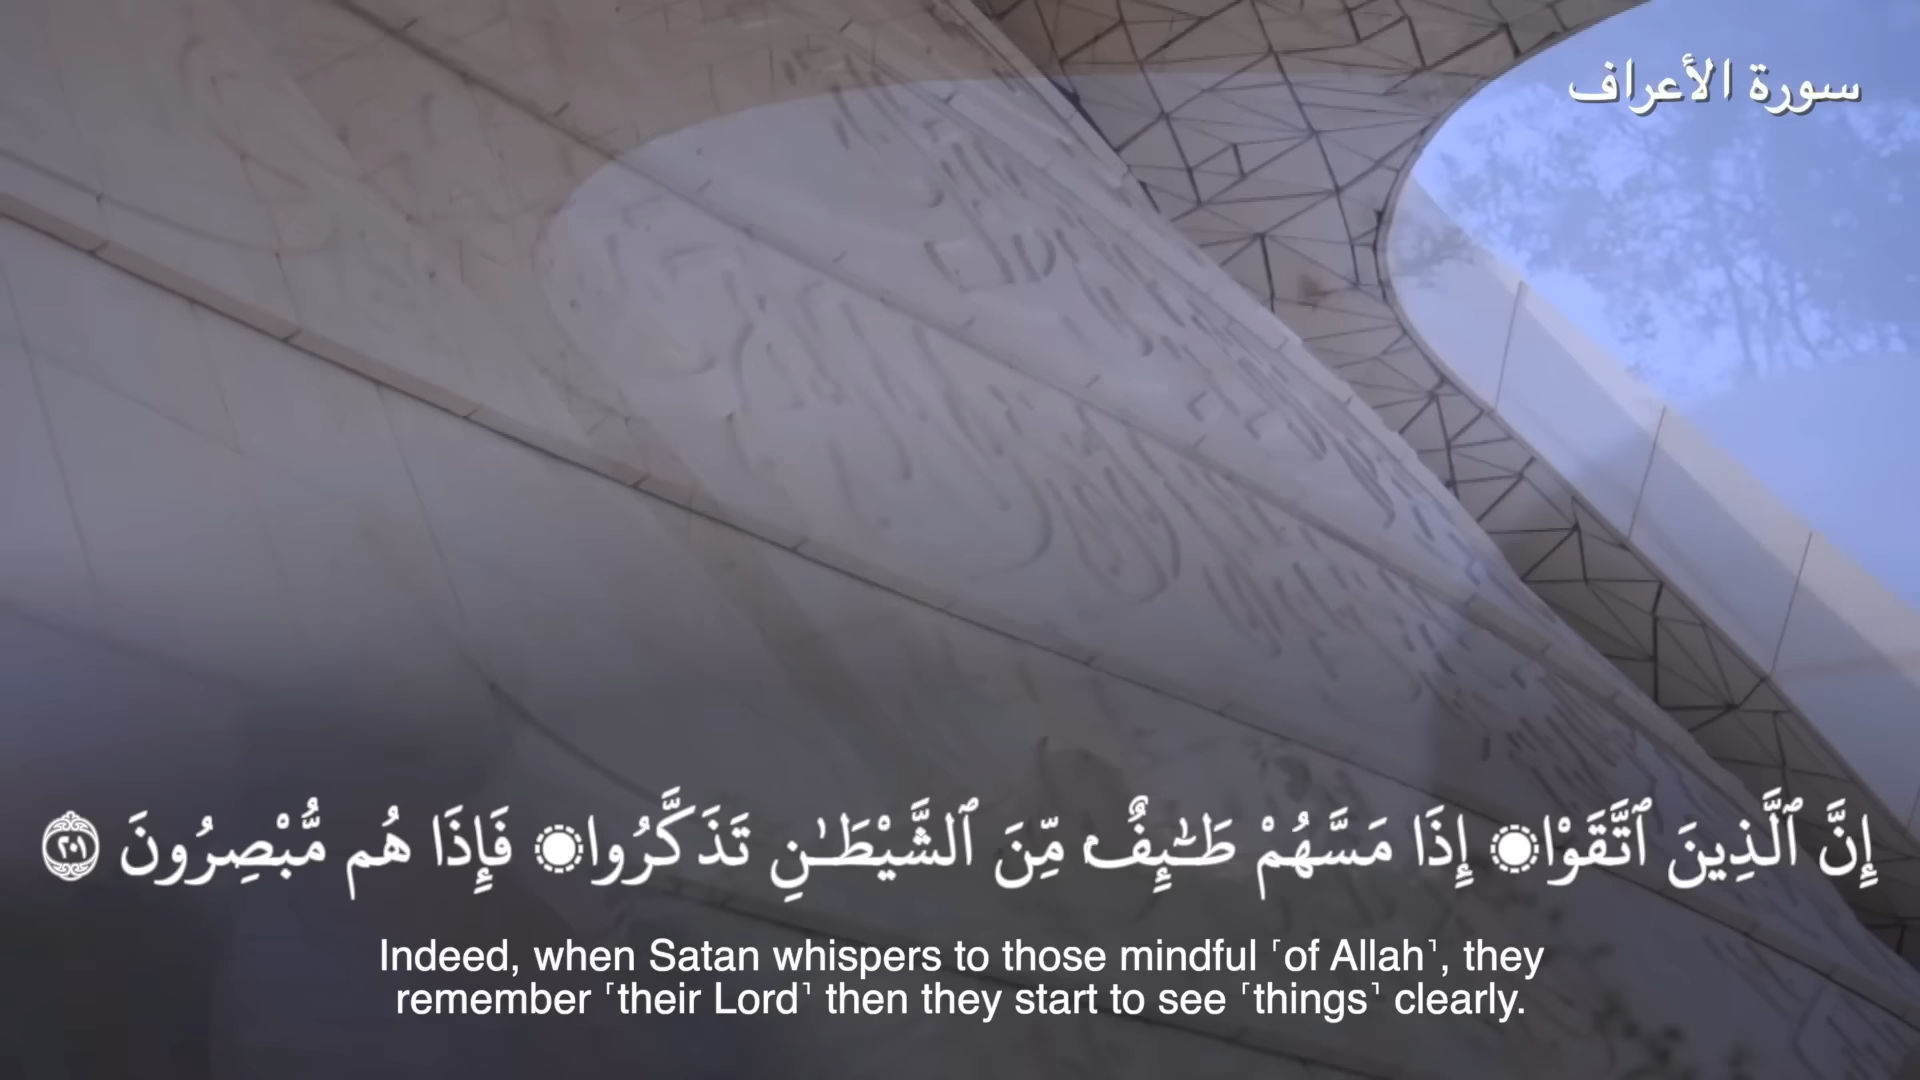 سورة الأعراف
إِنَّ ٱلَّذِينَ ٱتَّقَوْا۟ إِذَا مَسَّهُمْ طَـٰٓئِفٌ مِّنَ ٱلشَّيْطَـٰنِ تَذَكَّرُوا۟ فَإِذَا هُم مُّبْصِرُونَ ٢٠١
Indeed, when Satan whispers to those mindful ⸢of Allah⸣, they
remember ⸢their Lord⸣ then they start to see ⸢things⸣ clearly.